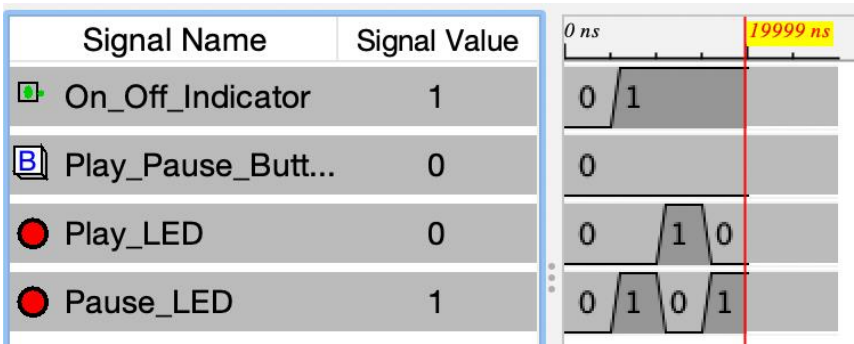 Signal Name Signal Value 0 ns 19999 ns
On_Off_Indicator 1 0 1
B Play_Pause_Butt... 0 0
Play_LED 0 0 1 0
Pause_LED 1 0 1 0 1